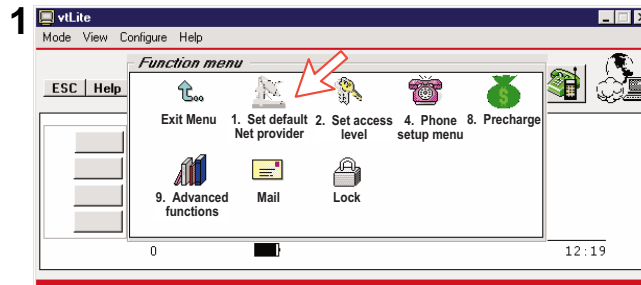 1
vtLite
Mode View Configure Help
Function menu
ESC Help
Exit Menu
1. Set default
Net provider
2. Set access
level
4. Phone
setup menu
8. Precharge
$
9. Advanced
functions
Mail
Lock
0
12:19